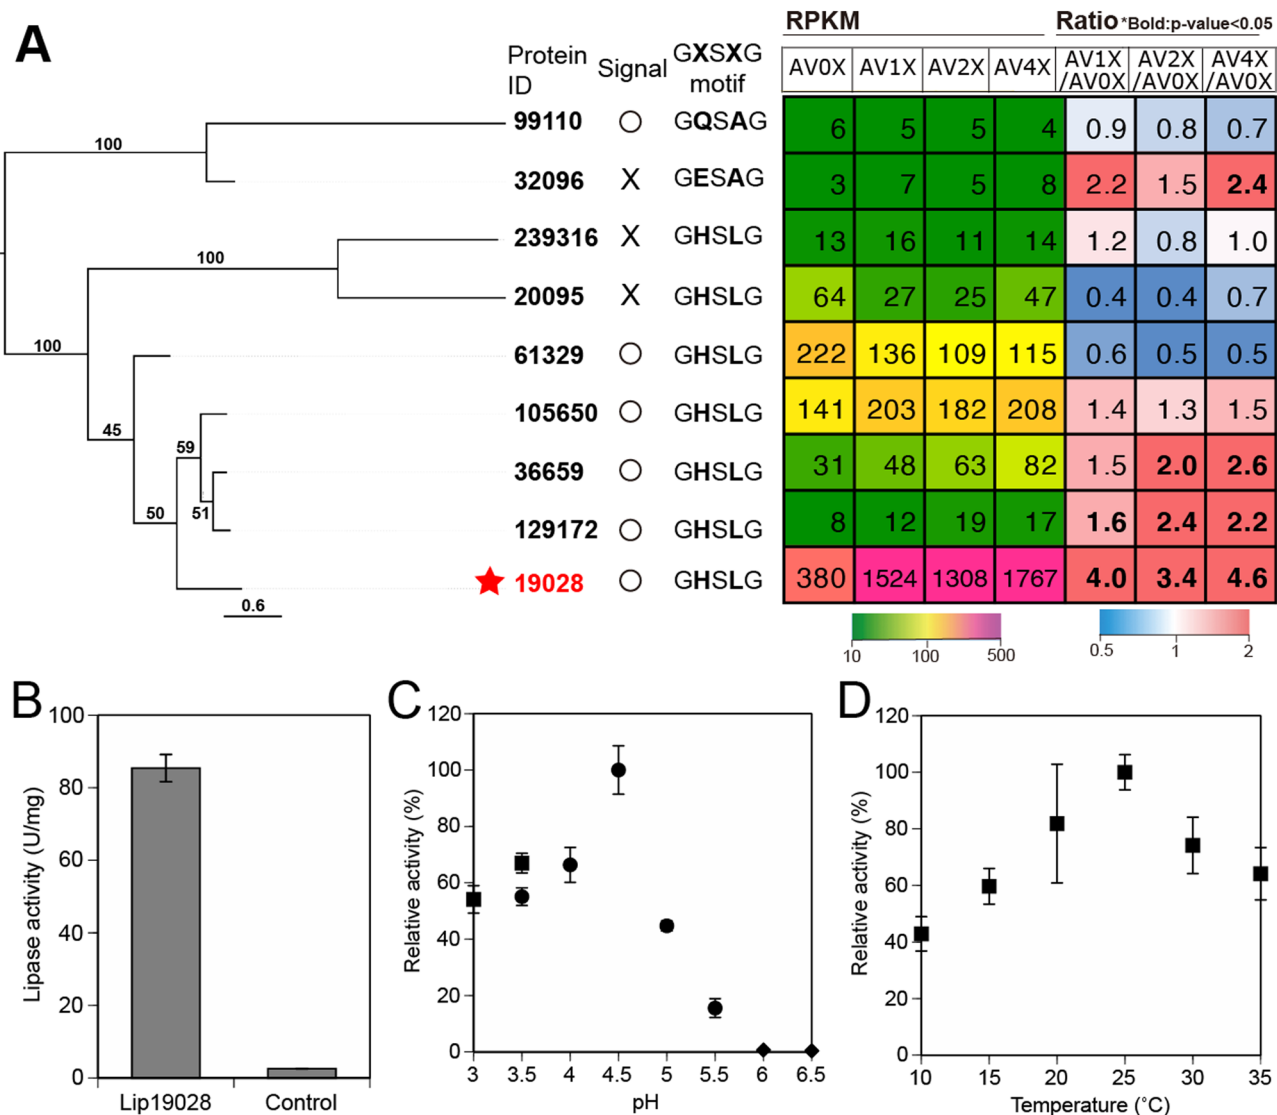 A
RPKM
Ratio *Bold:p-value<0.05
Protein ID Signal GXSXG motif
AV0X AV1X AV2X AV4X AV1X/AV0X AV2X/AV0X AV4X/AV0X
99110 ○ GQSAG 6 5 5 4 0.9 0.8 0.7
32096 X GESAG 3 7 5 8 2.2 1.5 2.4
239316 X GHSLG 13 16 11 14 1.2 0.8 1.0
20095 X GHSLG 64 27 25 47 0.4 0.4 0.7
61329 ○ GHSLG 222 136 109 115 0.6 0.5 0.5
105650 ○ GHSLG 141 203 182 208 1.4 1.3 1.5
36659 ○ GHSLG 31 48 63 82 1.5 2.0 2.6
129172 ○ GHSLG 8 12 19 17 1.6 2.4 2.2
19028 ○ GHSLG 380 1524 1308 1767 4.0 3.4 4.6
100
100
100
45
59
50
51
0.6
10 100 500
0.5 1 2
B
Lipase activity (U/mg)
100
80
60
40
20
0
Lip19028 Control
C
Relative activity (%)
120
100
80
60
40
20
0
3 3.5 4 4.5 5 5.5 6 6.5
pH
D
Relative activity (%)
120
100
80
60
40
20
0
10 15 20 25 30 35
Temperature (°C)